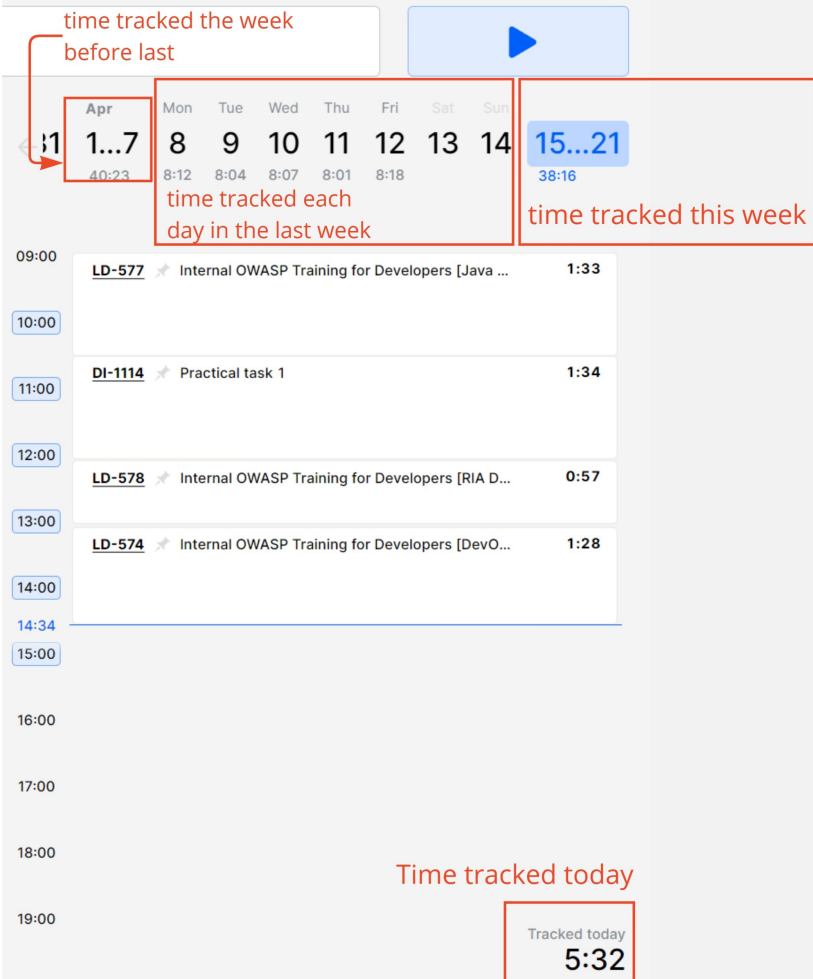 time tracked the week
before last
Apr Mon Tue Wed Thu Fri Sat Sun
31 1...7 8 9 10 11 12 13 14 15...21
40:23 8:12 8:04 8:07 8:01 8:18 38:16
time tracked each
day in the last week
time tracked this week
09:00
LD-577 Internal OWASP Training for Developers [Java ... 1:33
10:00
DI-1114 Practical task 1 1:34
11:00
12:00
LD-578 Internal OWASP Training for Developers [RIA D... 0:57
13:00
LD-574 Internal OWASP Training for Developers [DevO... 1:28
14:00
14:34
15:00
16:00
17:00
18:00
Time tracked today
19:00
Tracked today
5:32